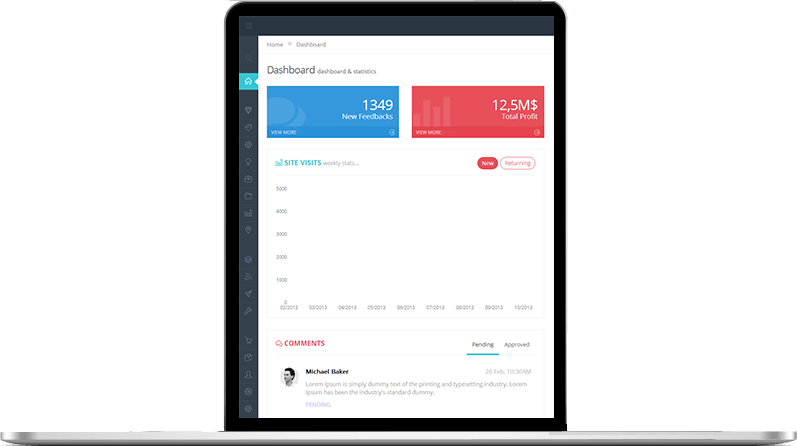 Home Dashboard
Dashboard dashboard & statistics
1349
New Feedbacks
VIEW MORE
12,5M$
Total Profit
VIEW MORE
SITE VISITS weekly stats...
New
Returning
5000
4000
3000
2000
1000
0
02/2013 03/2013 04/2013 05/2013 06/2013 07/2013 08/2013 09/2013 10/2013
COMMENTS
Pending Approved
Michael Baker 26 Feb, 10:30AM
Lorem Ipsum is simply dummy text of the printing and typesetting industry. Lorem
Ipsum has been the industry's standard dummy.
PENDING